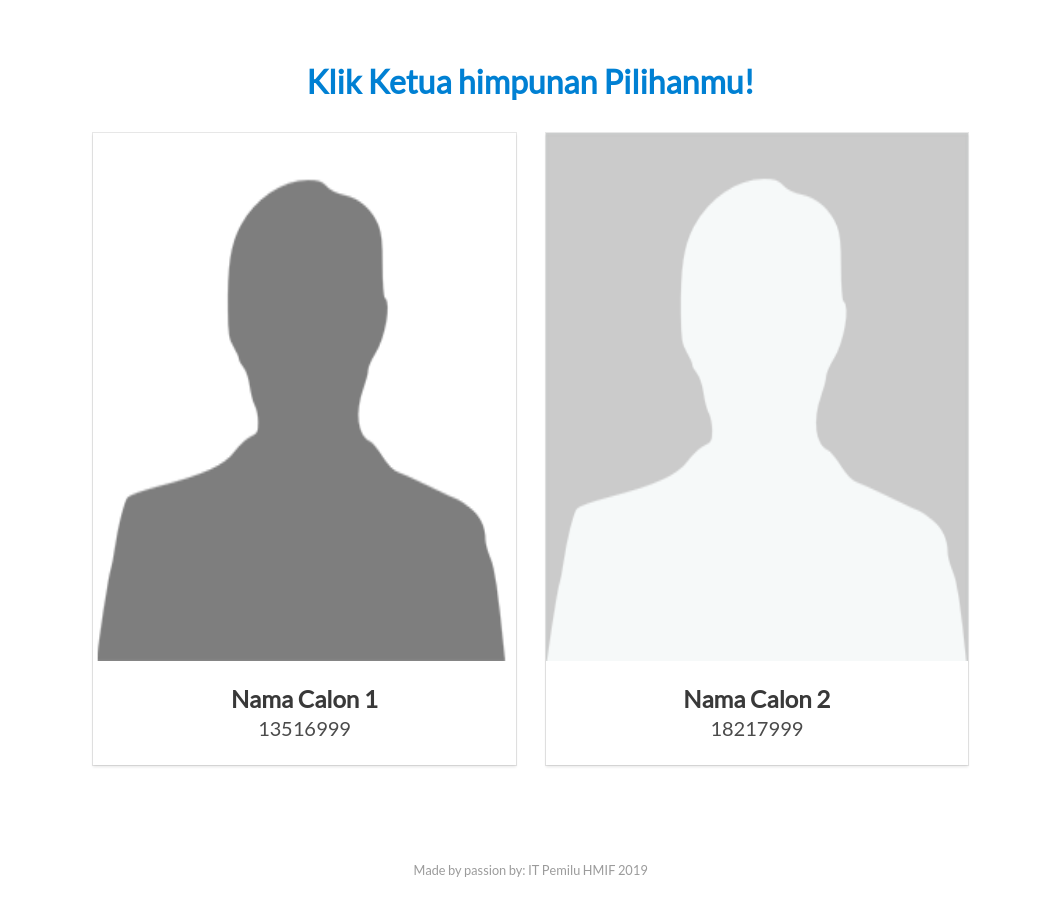 Klik Ketua himpunan Pilihanmu!
Nama Calon 1
13516999
Nama Calon 2
18217999
Made by passion by: IT Pemilu HMIF 2019